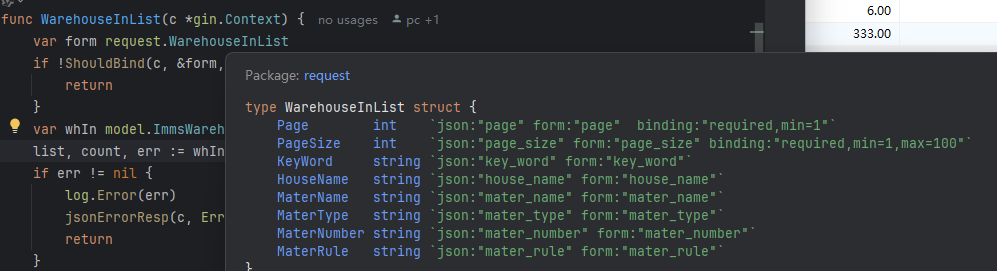 func WarehouseInList(c *gin.Context) { no usages pc +1
var form request.WarehouseInList
if !ShouldBind(c, &form,
return
}
var whIn model.ImmsWareh
list, count, err := whIn
if err != nil {
log.Error(err)
jsonErrorResp(c, Err
return
}
Package: request
type WarehouseInList struct {
Page int `json:"page" form:"page" binding:"required,min=1"`
PageSize int `json:"page_size" form:"page_size" binding:"required,min=1,max=100"`
KeyWord string `json:"key_word" form:"key_word"`
HouseName string `json:"house_name" form:"house_name"`
MaterName string `json:"mater_name" form:"mater_name"`
MaterType string `json:"mater_type" form:"mater_type"`
MaterNumber string `json:"mater_number" form:"mater_number"`
MaterRule string `json:"mater_rule" form:"mater_rule"`
}
6.00
333.00